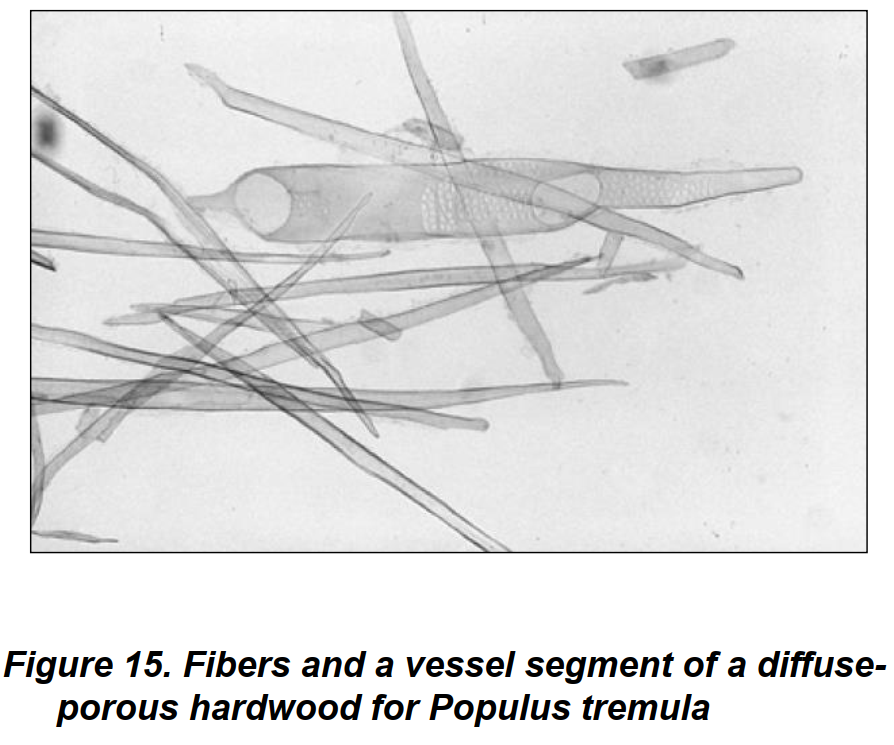 Figure 15. Fibers and a vessel segment of a diffuse-
porous hardwood for Populus tremula